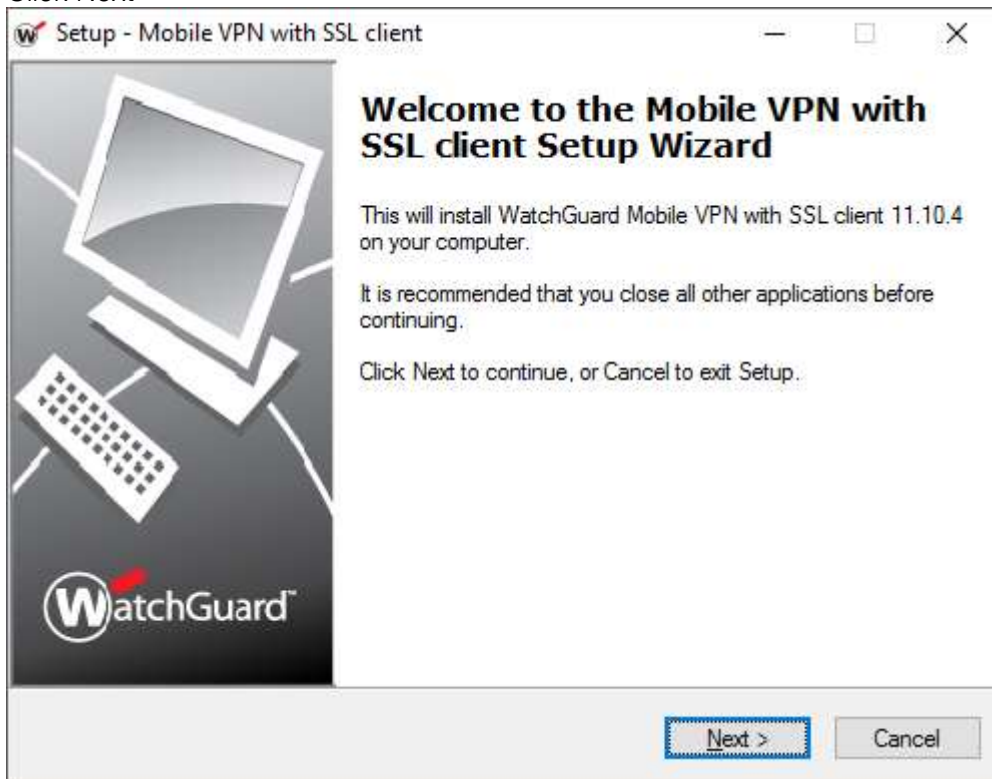 Setup - Mobile VPN with SSL client
Welcome to the Mobile VPN with
SSL client Setup Wizard
This will install WatchGuard Mobile VPN with SSL client 11.10.4
on your computer.
It is recommended that you close all other applications before
continuing.
Click Next to continue, or Cancel to exit Setup.
WatchGuard™
Next >
Cancel